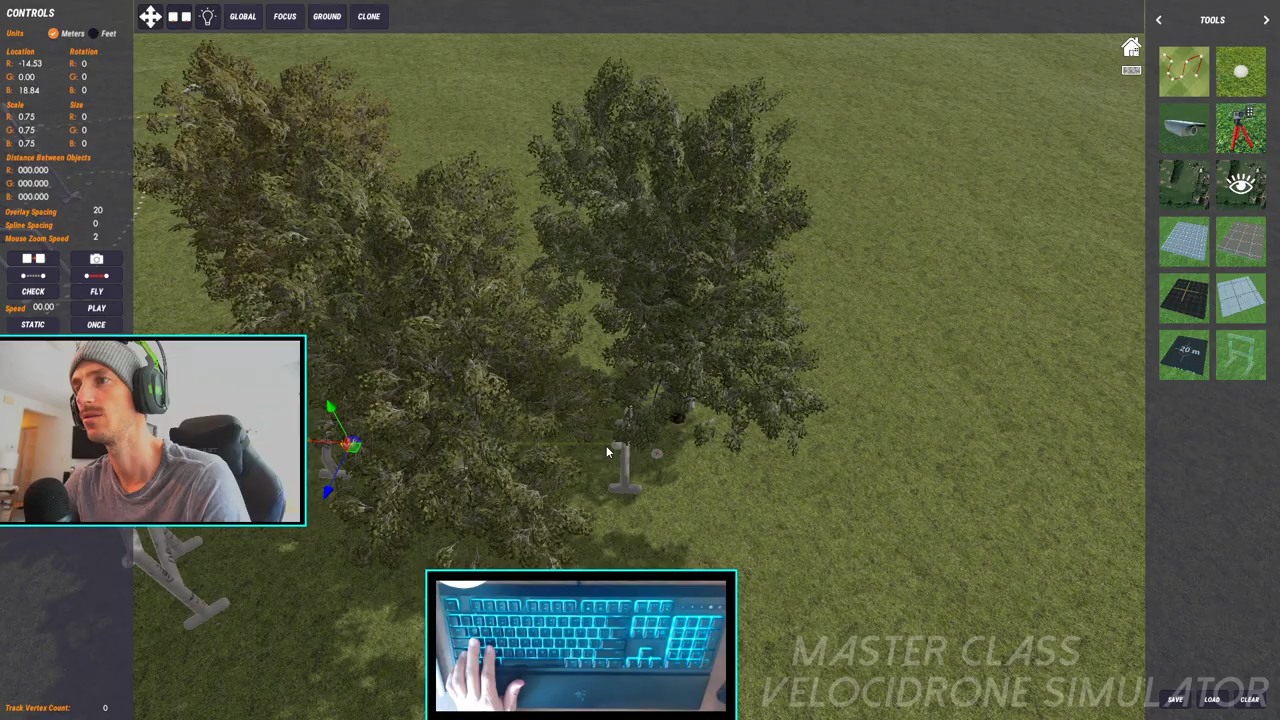 CONTROLS
Units Meters Feet
Location Rotation
R: -14.53 R: 0
G: 0.00 G: 0
B: 18.84 B: 0
Scale Size
R: 0.75 R: 0
G: 0.75 G: 0
B: 0.75 B: 0
Distance Between Objects
R: 000.000
G: 000.000
B: 000.000
Overlay Spacing 20
Spline Spacing 0
Mouse Zoom Speed 2
CHECK FLY
Speed 00.00 PLAY
STATIC ONCE
Track Vertex Count: 0
GLOBAL FOCUS GROUND CLONE
TOOLS
20 m
MASTER CLASS
VELOCIDRONE SIMULATOR
SAVE LOAD CLEAR